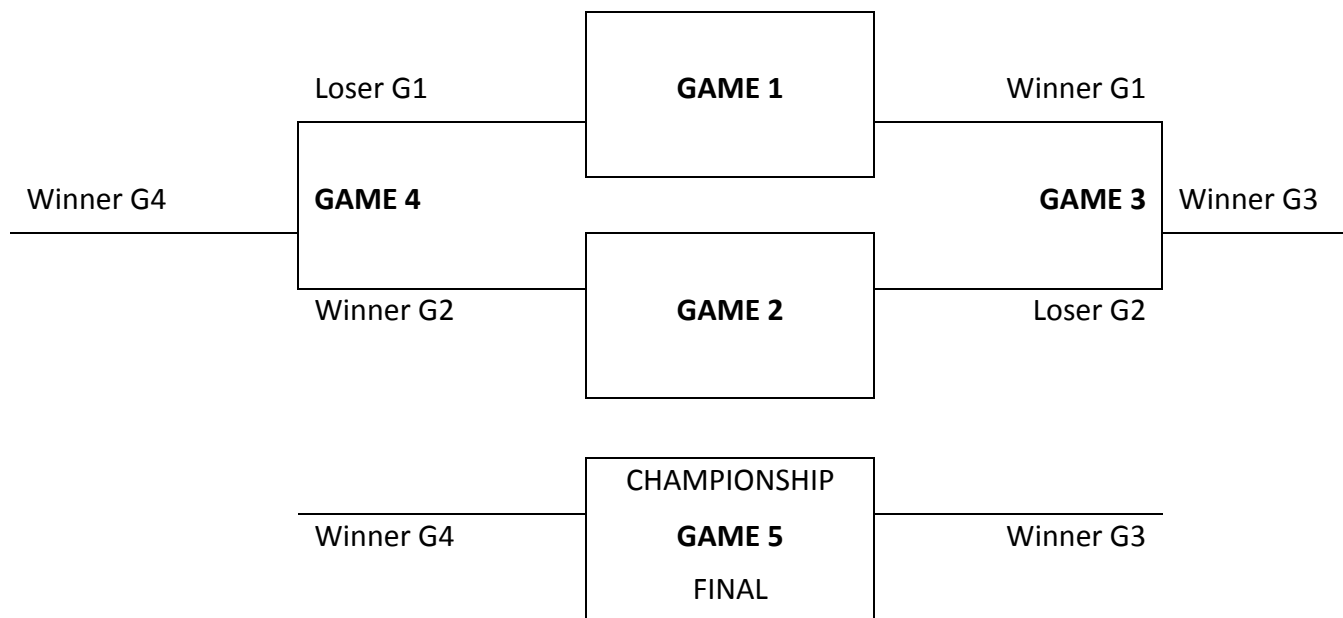 Loser G1 GAME 1 Winner G1
Winner G4 GAME 4 GAME 3 Winner G3
Winner G2 GAME 2 Loser G2
CHAMPIONSHIP
Winner G4 GAME 5 Winner G3
FINAL